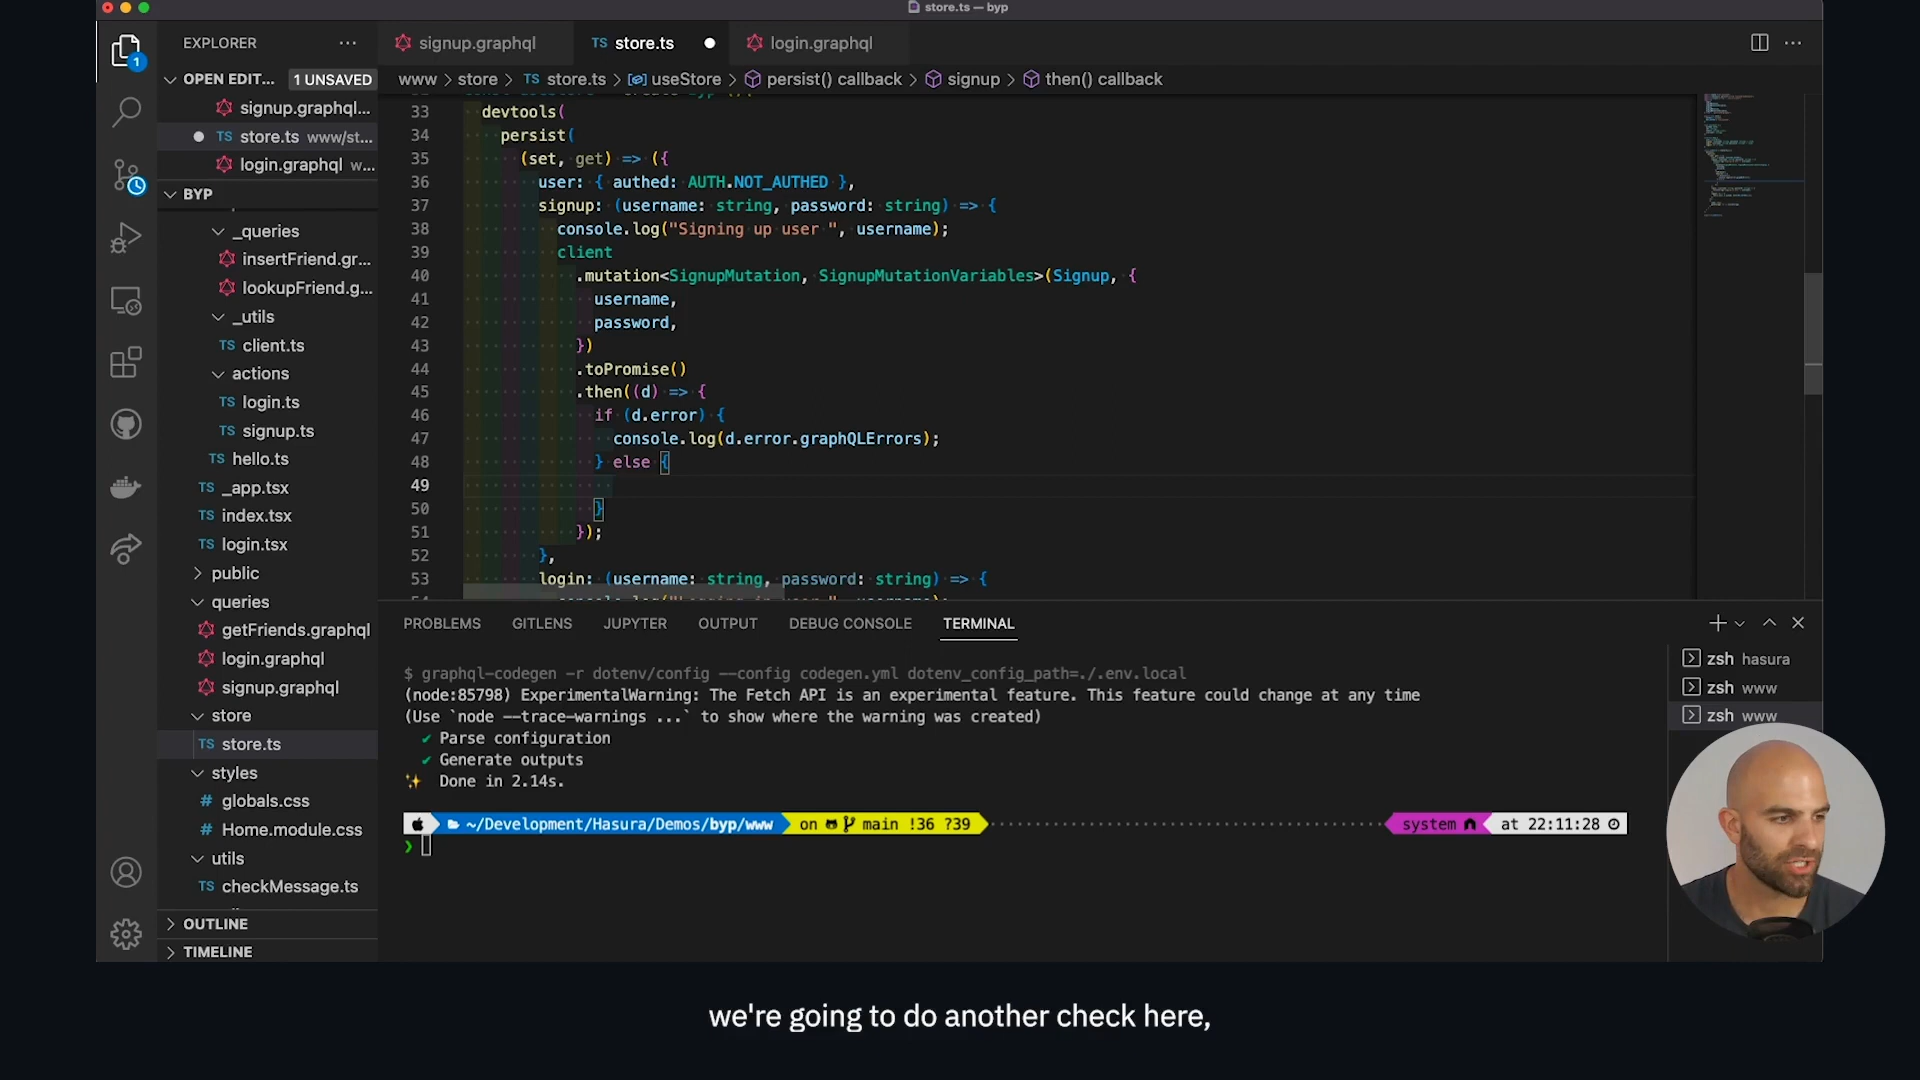 store.ts — byp
EXPLORER
signup.graphql
TS store.ts
login.graphql
OPEN EDIT... 1 UNSAVED
www > store > TS store.ts > useStore > persist() callback > signup > then() callback
signup.graphql...
TS store.ts www/st...
login.graphql w...
BYP
_queries
insertFriend.gr...
lookupFriend.g...
_utils
TS client.ts
actions
TS login.ts
TS signup.ts
TS hello.ts
TS _app.tsx
TS index.tsx
TS login.tsx
public
queries
getFriends.graphql
login.graphql
signup.graphql
store
TS store.ts
styles
# globals.css
# Home.module.css
utils
TS checkMessage.ts
OUTLINE
TIMELINE
33 devtools(
34 persist(
35 (set, get) => ({
36 user: { authed: AUTH.NOT_AUTHED },
37 signup: (username: string, password: string) => {
38 console.log("Signing up user ", username);
39 client
40 .mutation<SignupMutation, SignupMutationVariables>(Signup, {
41 username,
42 password,
43 })
44 .toPromise()
45 .then((d) => {
46 if (d.error) {
47 console.log(d.error.graphQLErrors);
48 } else {
49
50 }
51 });
52 },
53 login: (username: string, password: string) => {
PROBLEMS GITLENS JUPYTER OUTPUT DEBUG CONSOLE TERMINAL
$ graphql-codegen -r dotenv/config --config codegen.yml dotenv_config_path=./.env.local
(node:85798) ExperimentalWarning: The Fetch API is an experimental feature. This feature could change at any time
(Use `node --trace-warnings ...` to show where the warning was created)
✔ Parse configuration
✔ Generate outputs
✨ Done in 2.14s.
~/Development/Hasura/Demos/byp/www on main !36 ?39 system at 22:11:28
❯
zsh hasura
zsh www
zsh www
1
we're going to do another check here,